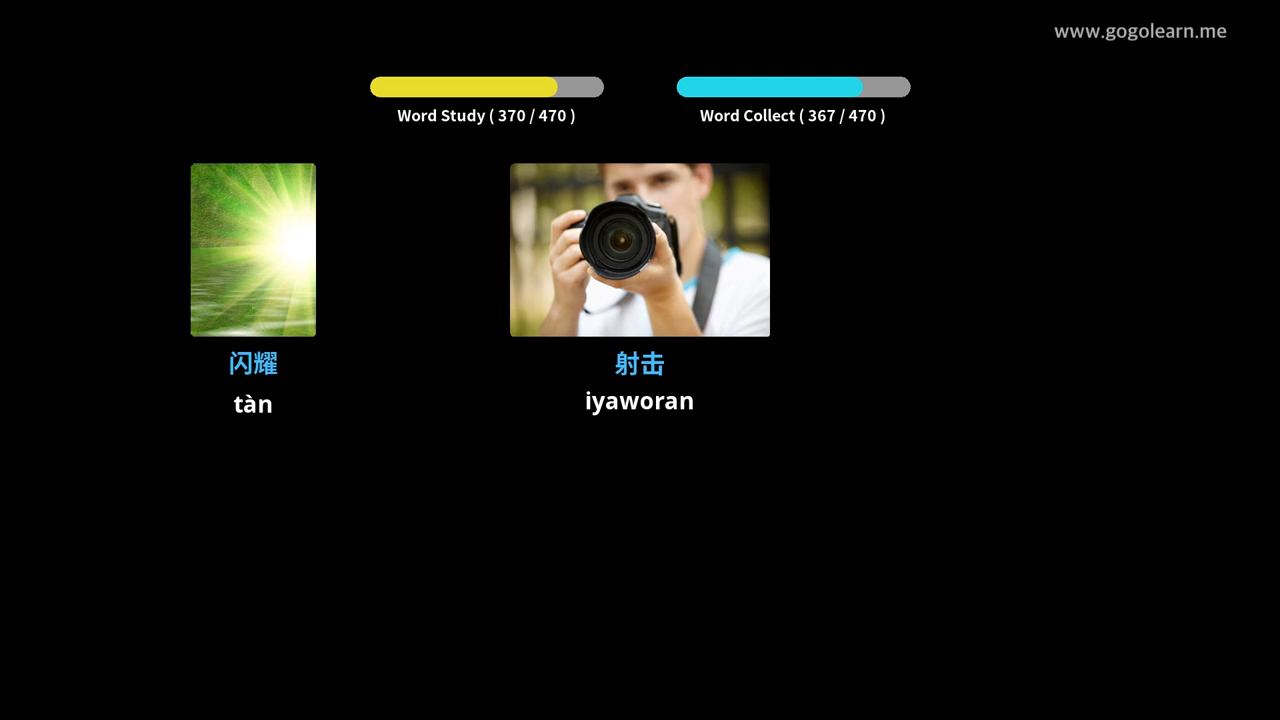 www.gogolearn.me
Word Study ( 370 / 470 )
Word Collect ( 367 / 470 )
闪耀
tàn
射击
iyaworan